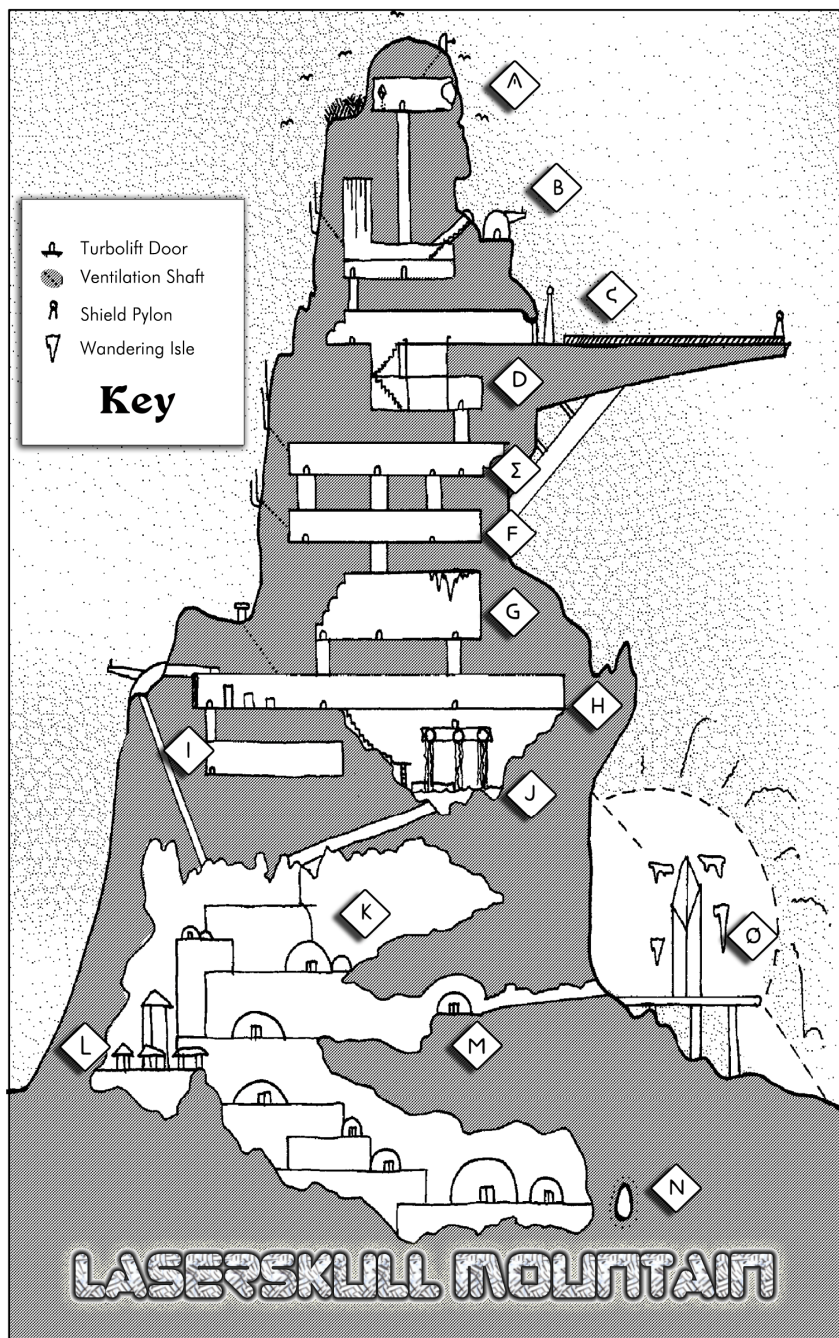 A
B
C
Turbolift Door
Ventilation Shaft
Shield Pylon
Wandering Isle
Key
D
Σ
F
G
H
I
J
K
Ø
L
M
N
LASERSKULL MOUNTAIN